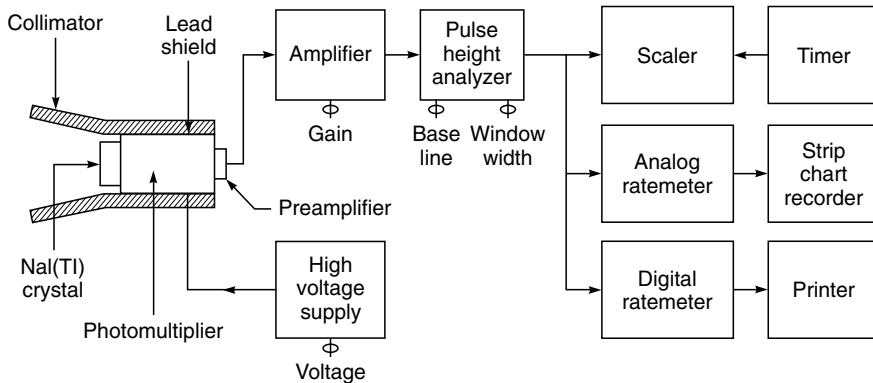 Collimator
Lead
shield
Amplifier
Pulse
height
analyzer
Scaler
Timer
Gain
Base
line
Window
width
Analog
ratemeter
Strip
chart
recorder
Preamplifier
NaI(TI)
crystal
Photomultiplier
High
voltage
supply
Voltage
Digital
ratemeter
Printer